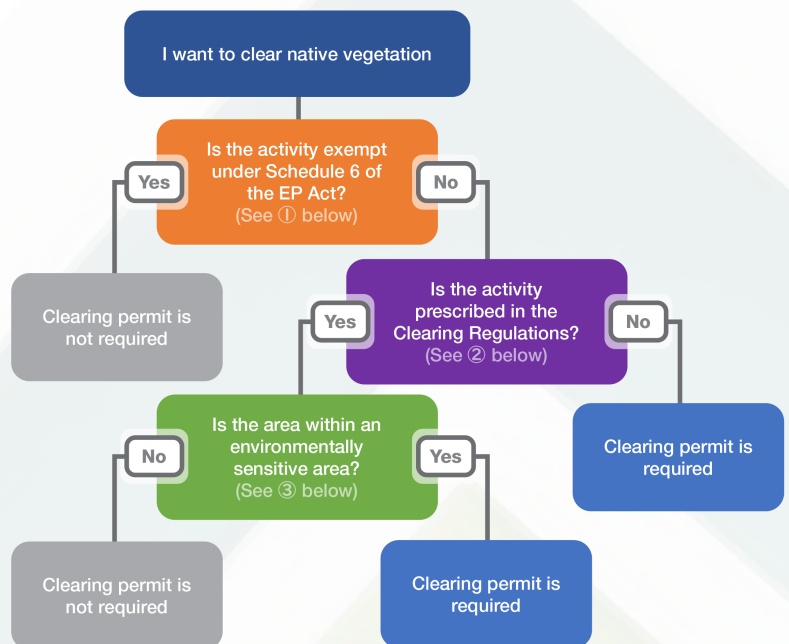 I want to clear native vegetation
Is the activity exempt
under Schedule 6 of
the EP Act?
(See ① below)
Yes
No
Clearing permit is
not required
Is the activity
prescribed in the
Clearing Regulations?
(See ② below)
Yes
No
Is the area within an
environmentally
sensitive area?
(See ③ below)
No
Yes
Clearing permit is
required
Clearing permit is
not required
Clearing permit is
required